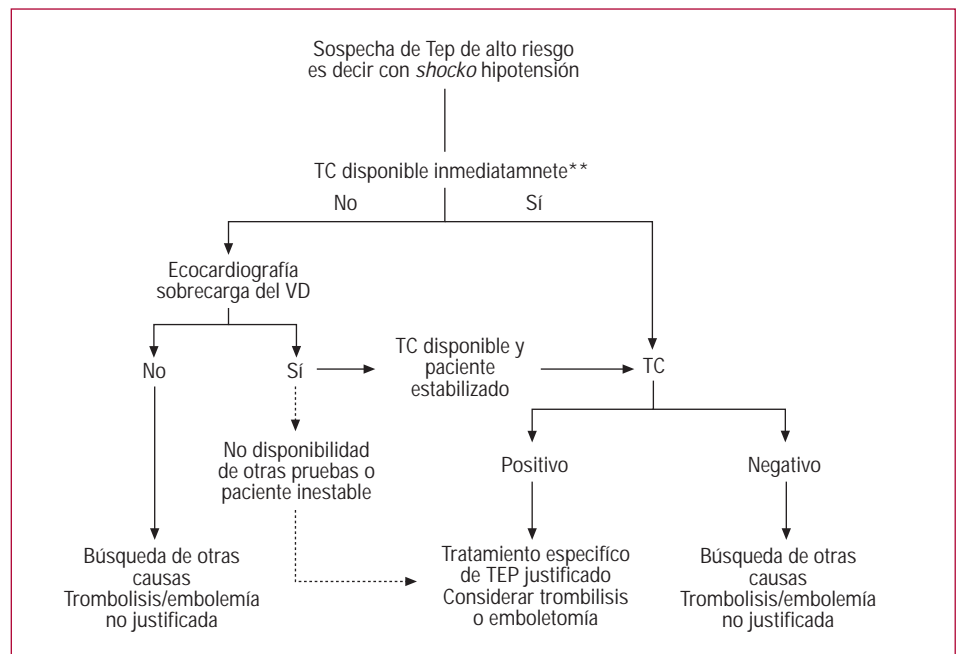 Sospecha de Tep de alto riesgo
es decir con shocko hipotensión
TC disponible inmediatamnete**
No
Sí
Ecocardiografía
sobrecarga del VD
No
Sí
TC disponible y
paciente
estabilizado
TC
No disponibilidad
de otras pruebas o
paciente inestable
Positivo
Negativo
Búsqueda de otras
causas
Trombolisis/embolemía
no justificada
Tratamiento especifíco
de TEP justificado
Considerar trombilisis
o emboletomía
Búsqueda de otras
causas
Trombolisis/embolemía
no justificada